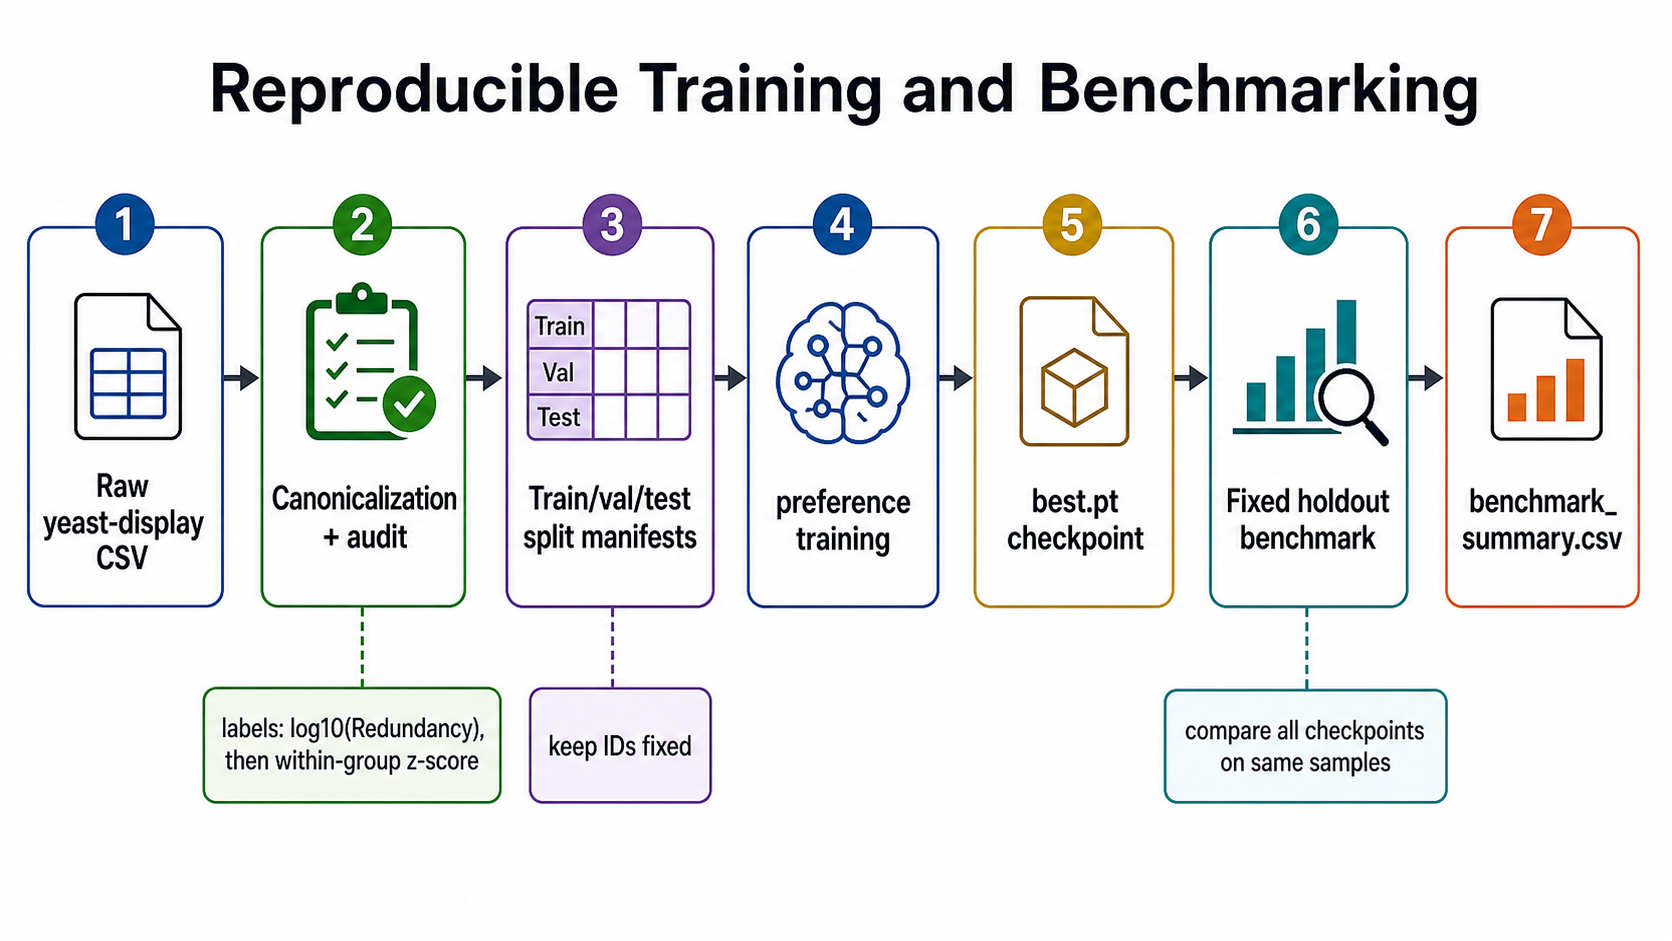 Reproducible Training and Benchmarking
1
Raw
yeast-display
CSV
2
Canonicalization
+ audit
3
Train
Val
Test
Train/val/test
split manifests
4
preference
training
5
best.pt
checkpoint
6
Fixed holdout
benchmark
7
benchmark_
summary.csv
labels: log10(Redundancy),
then within-group z-score
keep IDs fixed
compare all checkpoints
on same samples